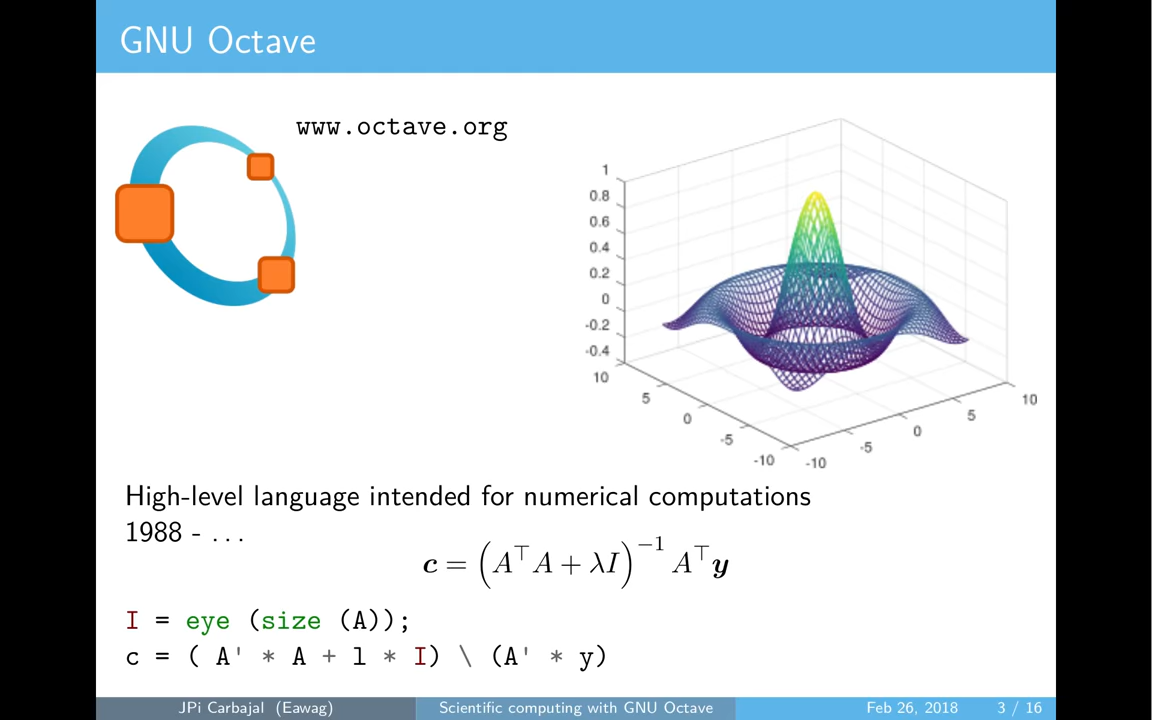 GNU Octave
www.octave.org
1
0.8
0.6
0.4
0.2
0
-0.2
-0.4
10
5
0
-5
-10
-10
-5
0
5
10
High-level language intended for numerical computations
1988 - ...
c = (A⊤A + λI)−1 A⊤y
I = eye (size (A));
c = ( A' * A + l * I) \ (A' * y)
JPi Carbajal (Eawag) Scientific computing with GNU Octave Feb 26, 2018 3 / 16